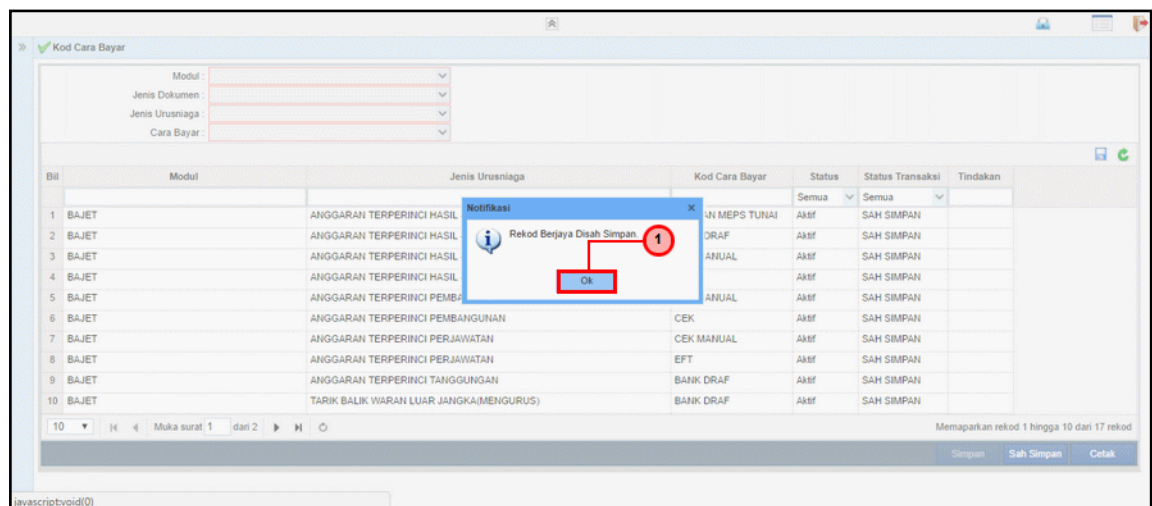 Kod Cara Bayar
Modul :
Jenis Dokumen :
Jenis Urusniaga :
Cara Bayar :
Bil Modul Jenis Urusniaga Kod Cara Bayar Status Status Transaksi Tindakan
Semua Semua
Notifikasi ×
Rekod Berjaya Disah Simpan.
1
Ok
1 BAJET ANGGARAN TERPERINCI HASIL AN MEPS TUNAI Aktif SAH SIMPAN
2 BAJET ANGGARAN TERPERINCI HASIL DRAF Aktif SAH SIMPAN
3 BAJET ANGGARAN TERPERINCI HASIL ANUAL Aktif SAH SIMPAN
4 BAJET ANGGARAN TERPERINCI HASIL Aktif SAH SIMPAN
5 BAJET ANGGARAN TERPERINCI PEMBA ANUAL Aktif SAH SIMPAN
6 BAJET ANGGARAN TERPERINCI PEMBANGUNAN CEK Aktif SAH SIMPAN
7 BAJET ANGGARAN TERPERINCI PERJAWATAN CEK MANUAL Aktif SAH SIMPAN
8 BAJET ANGGARAN TERPERINCI PERJAWATAN EFT Aktif SAH SIMPAN
9 BAJET ANGGARAN TERPERINCI TANGGUNGAN BANK DRAF Aktif SAH SIMPAN
10 BAJET TARIK BALIK WARAN LUAR JANGKA(MENGURUS) BANK DRAF Aktif SAH SIMPAN
10 Muka surat 1 dari 2 Memaparkan rekod 1 hingga 10 dari 17 rekod
Simpan Sah Simpan Cetak
javascript:void(0)